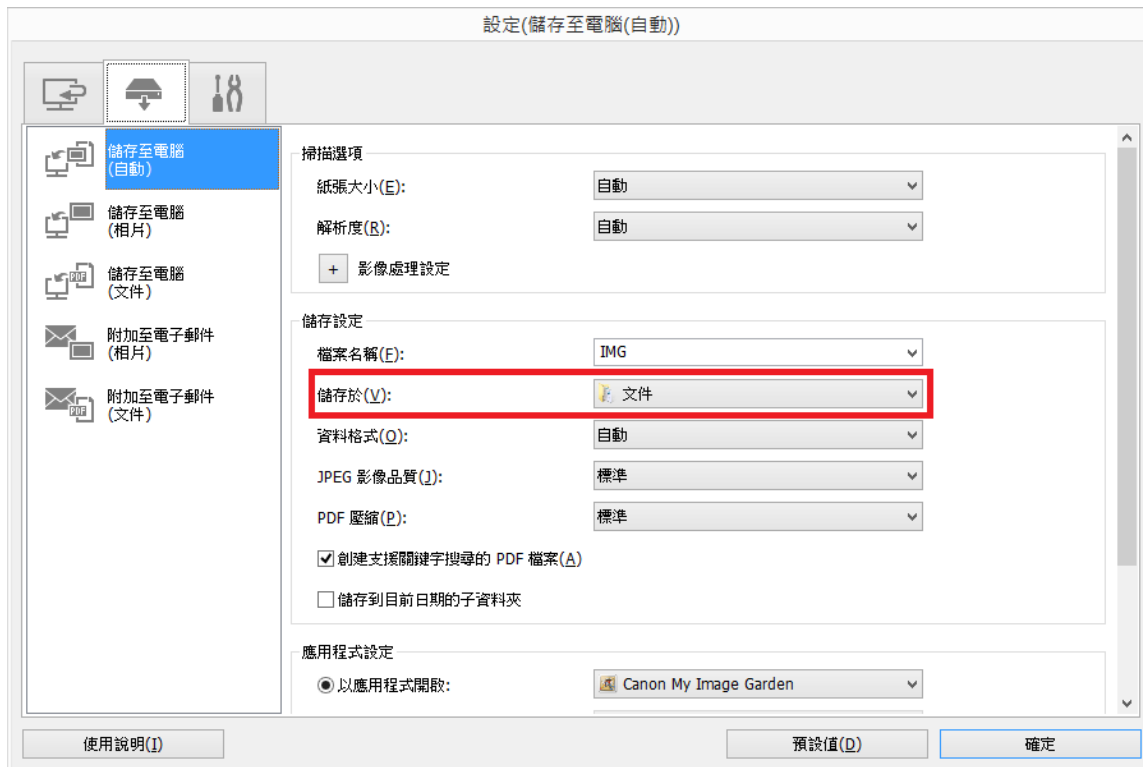 設定(儲存至電腦(自動))
儲存至電腦
(自動)
儲存至電腦
(相片)
儲存至電腦
(文件)
附加至電子郵件
(相片)
附加至電子郵件
(文件)
掃描選項
紙張大小(E): 自動
解析度(R): 自動
+ 影像處理設定
儲存設定
檔案名稱(F): IMG
儲存於(V): 文件
資料格式(O): 自動
JPEG 影像品質(J): 標準
PDF 壓縮(P): 標準
創建支援關鍵字搜尋的 PDF 檔案(A)
儲存到目前日期的子資料夾
應用程式設定
以應用程式開啟: Canon My Image Garden
使用說明(I) 預設值(D) 確定